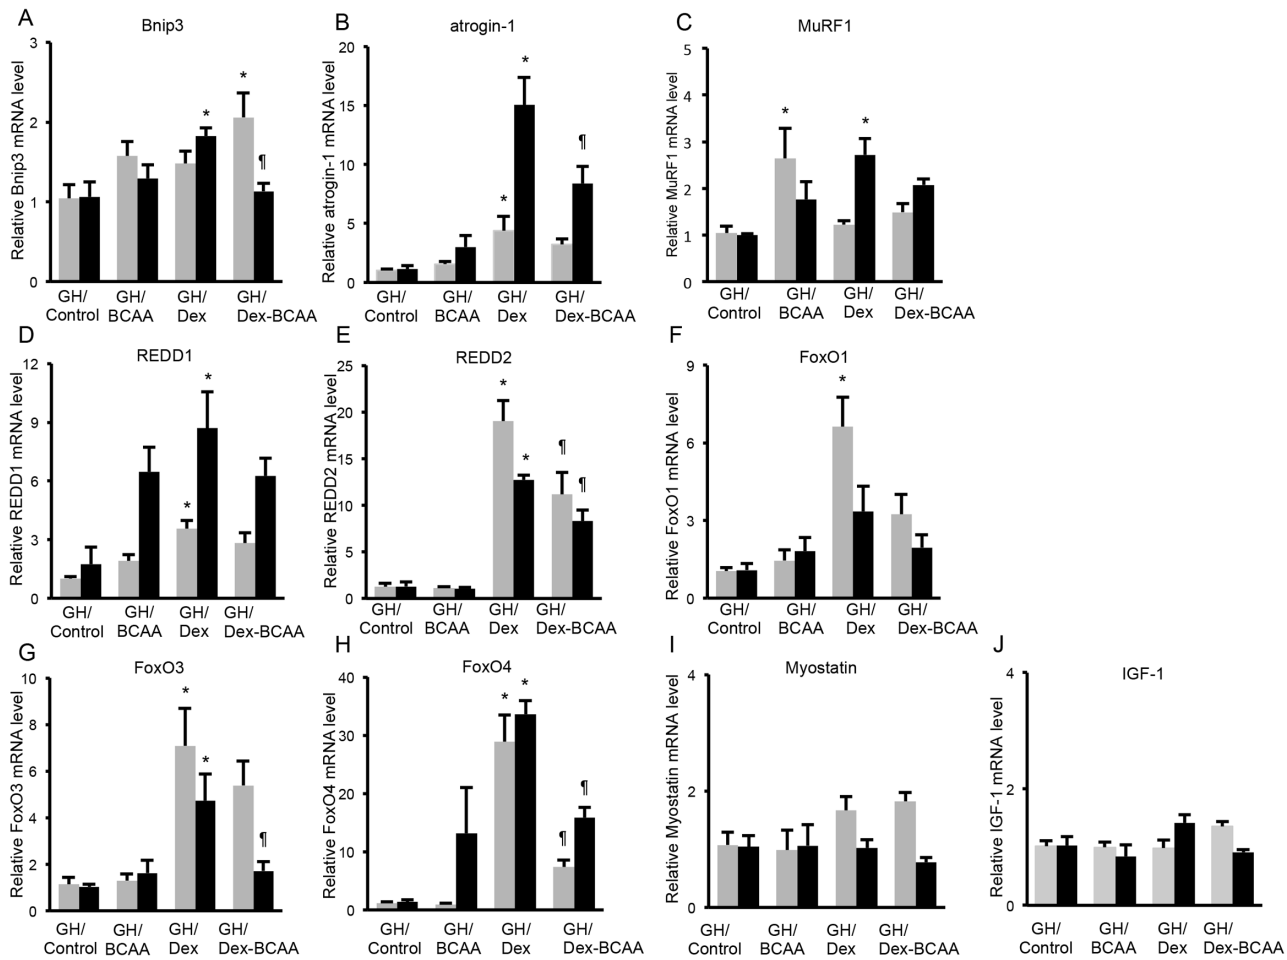 A
Bnip3
Relative Bnip3 mRNA level
3
2
1
0
*
*
¶
GH/ GH/ GH/ GH/
Control BCAA Dex Dex-BCAA
B
atrogin-1
Relative atrogin-1 mRNA level
20
15
10
5
0
*
*
¶
GH/ GH/ GH/ GH/
Control BCAA Dex Dex-BCAA
C
MuRF1
Relative MuRF1 mRNA level
5
4
3
2
1
0
*
*
GH/ GH/ GH/ GH/
Control BCAA Dex Dex-BCAA
D
REDD1
Relative REDD1 mRNA level
12
9
6
3
0
*
*
GH/ GH/ GH/ GH/
Control BCAA Dex Dex-BCAA
E
REDD2
Relative REDD2 mRNA level
25
20
15
10
5
0
*
*
¶
¶
GH/ GH/ GH/ GH/
Control BCAA Dex Dex-BCAA
F
FoxO1
Relative FoxO1 mRNA level
9
6
3
0
*
GH/ GH/ GH/ GH/
Control BCAA Dex Dex-BCAA
G
FoxO3
Relative FoxO3 mRNA level
10
8
6
4
2
0
*
*
¶
GH/ GH/ GH/ GH/
Control BCAA Dex Dex-BCAA
H
FoxO4
Relative FoxO4 mRNA level
40
30
20
10
0
*
*
¶
¶
GH/ GH/ GH/ GH/
Control BCAA Dex Dex-BCAA
I
Myostatin
Relative Myostatin mRNA level
4
2
0
GH/ GH/ GH/ GH/
Control BCAA Dex Dex-BCAA
J
IGF-1
Relative IGF-1 mRNA level
4
2
0
GH/ GH/ GH/ GH/
Control BCAA Dex Dex-BCAA